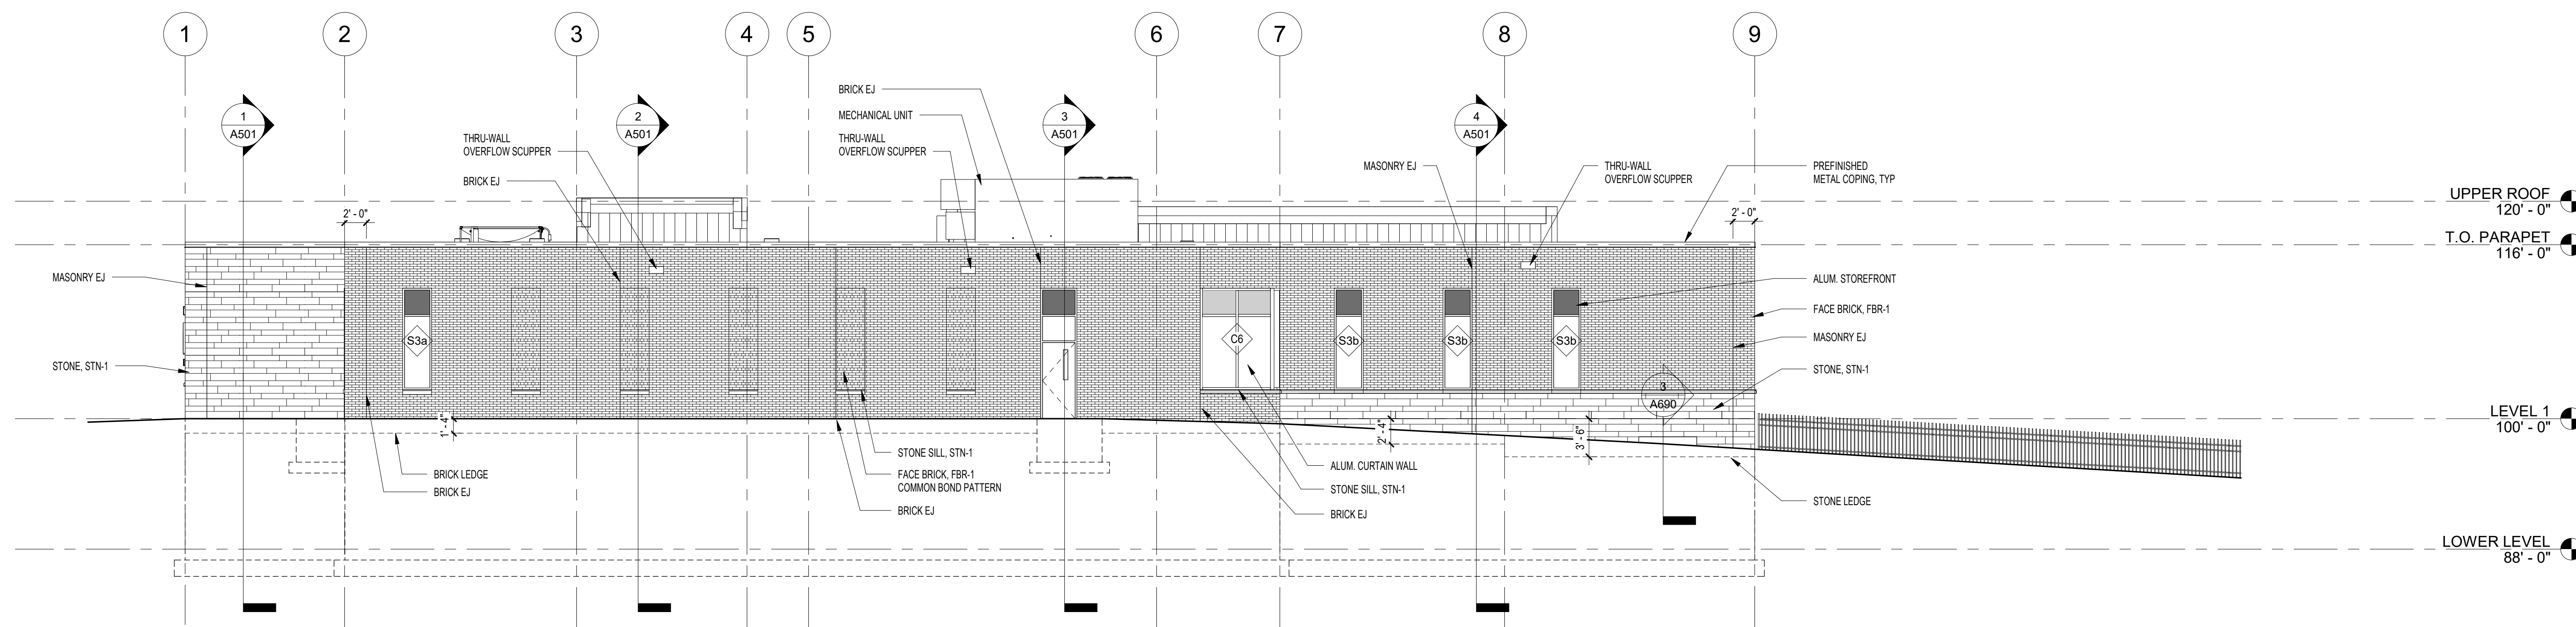 1 2 3 4 5 6 7 8 9
BRICK EJ
MECHANICAL UNIT
1
A501
2
A501
3
A501
4
A501
THRU-WALL
OVERFLOW SCUPPER
THRU-WALL
OVERFLOW SCUPPER
MASONRY EJ
THRU-WALL
OVERFLOW SCUPPER
PREFINISHED
METAL COPING, TYP
BRICK EJ
UPPER ROOF
120' - 0"
2' - 0"
2' - 0"
T.O. PARAPET
116' - 0"
MASONRY EJ
ALUM. STOREFRONT
FACE BRICK, FBR-1
S3a
C6
S3b
S3b
S3b
MASONRY EJ
STONE, STN-1
STONE, STN-1
3
A690
LEVEL 1
100' - 0"
1' - 4"
2' - 4"
3' - 6"
STONE SILL, STN-1
ALUM. CURTAIN WALL
BRICK LEDGE
FACE BRICK, FBR-1
COMMON BOND PATTERN
STONE SILL, STN-1
BRICK EJ
STONE LEDGE
BRICK EJ
BRICK EJ
LOWER LEVEL
88' - 0"